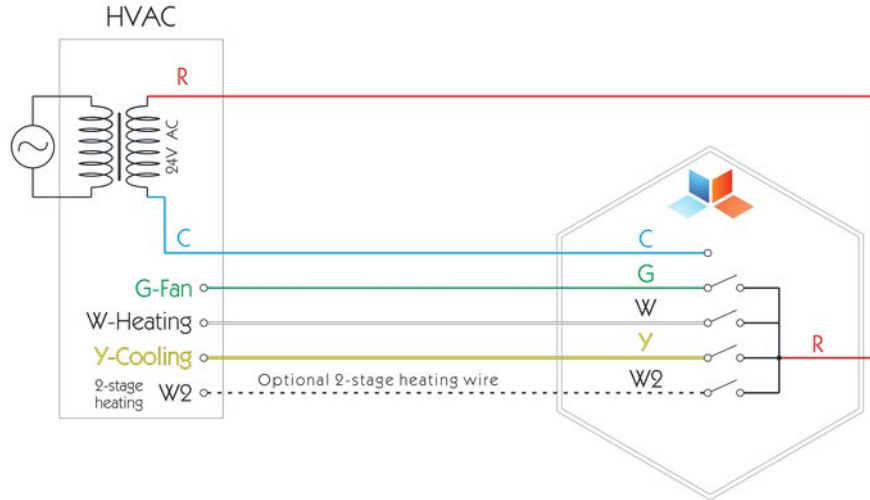 HVAC
R
24V AC
C
C
G-Fan
G
W-Heating
W
Y-Cooling
Y
R
2-stage
heating
W2
Optional 2-stage heating wire
W2